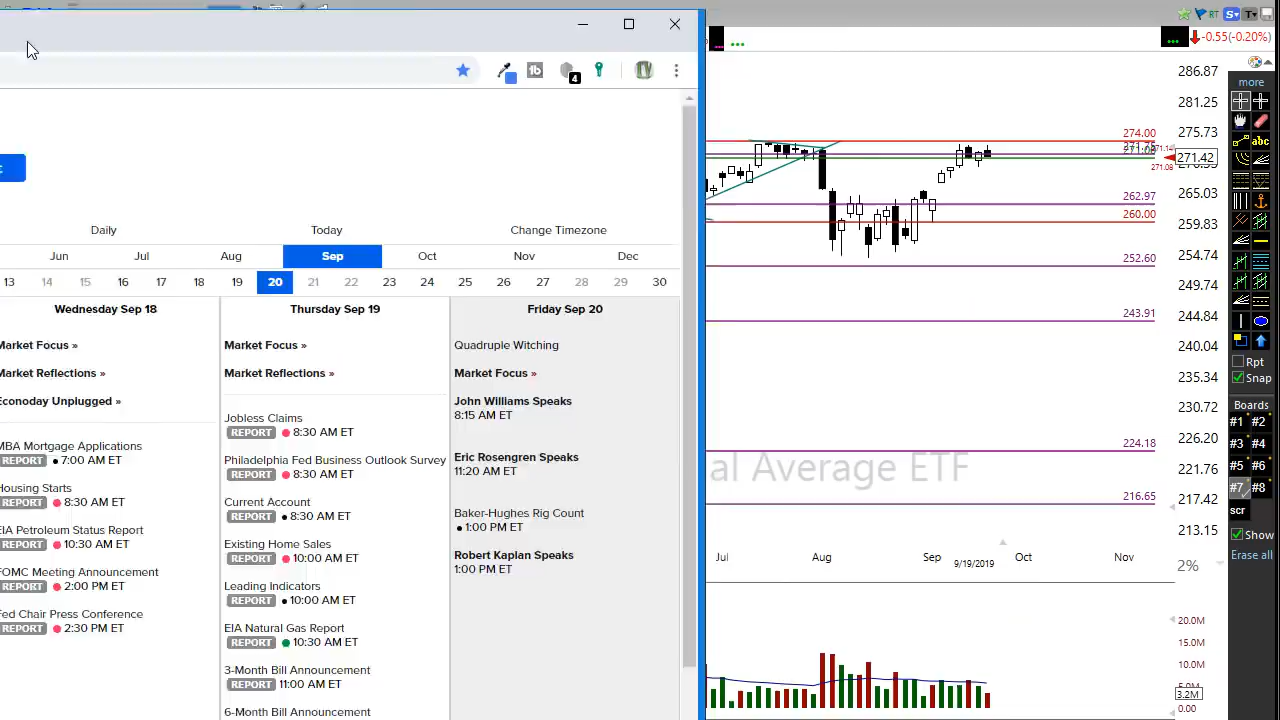 RT
S
T
-0.55(-0.20%)
4
Daily
Today
Change Timezone
Jun
Jul
Aug
Sep
Oct
Nov
Dec
13
14
15
16
17
18
19
20
21
22
23
24
25
26
27
28
29
30
Wednesday Sep 18
Market Focus »
Market Reflections »
Econoday Unplugged »
MBA Mortgage Applications
REPORT 7:00 AM ET
Housing Starts
REPORT 8:30 AM ET
EIA Petroleum Status Report
REPORT 10:30 AM ET
FOMC Meeting Announcement
REPORT 2:00 PM ET
Fed Chair Press Conference
REPORT 2:30 PM ET
Thursday Sep 19
Market Focus »
Market Reflections »
Jobless Claims
REPORT 8:30 AM ET
Philadelphia Fed Business Outlook Survey
REPORT 8:30 AM ET
Current Account
REPORT 8:30 AM ET
Existing Home Sales
REPORT 10:00 AM ET
Leading Indicators
REPORT 10:00 AM ET
EIA Natural Gas Report
REPORT 10:30 AM ET
3-Month Bill Announcement
REPORT 11:00 AM ET
6-Month Bill Announcement
Friday Sep 20
Quadruple Witching
Market Focus »
John Williams Speaks
8:15 AM ET
Eric Rosengren Speaks
11:20 AM ET
Baker-Hughes Rig Count
1:00 PM ET
Robert Kaplan Speaks
1:00 PM ET
274.00
262.97
260.00
252.60
243.91
224.18
216.65
al Average ETF
271.08
286.87
281.25
275.73
271.42
265.03
259.83
254.74
249.74
244.84
240.04
235.34
230.72
226.20
221.76
217.42
213.15
Jul
Aug
Sep
9/19/2019
Oct
Nov
2%
20.0M
15.0M
10.0M
3.2M
0.00
more
abc
Rpt
Snap
Boards
#1
#2
#3
#4
#5
#6
#7
#8
scr
Show
Erase all